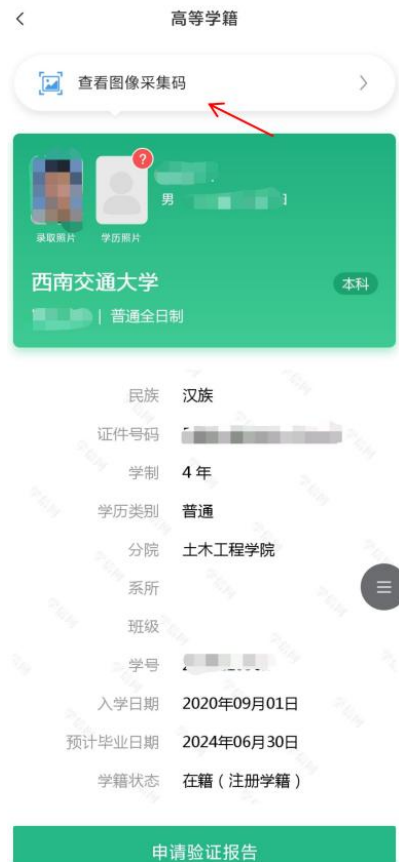 高等学籍
查看图像采集码
?
男
录取照片 学历照片
西南交通大学
本科
| 普通全日制
民族 汉族
证件号码
学制 4 年
学历类别 普通
分院 土木工程学院
系所
班级
学号
入学日期 2020年09月01日
预计毕业日期 2024年06月30日
学籍状态 在籍（注册学籍）
申请验证报告